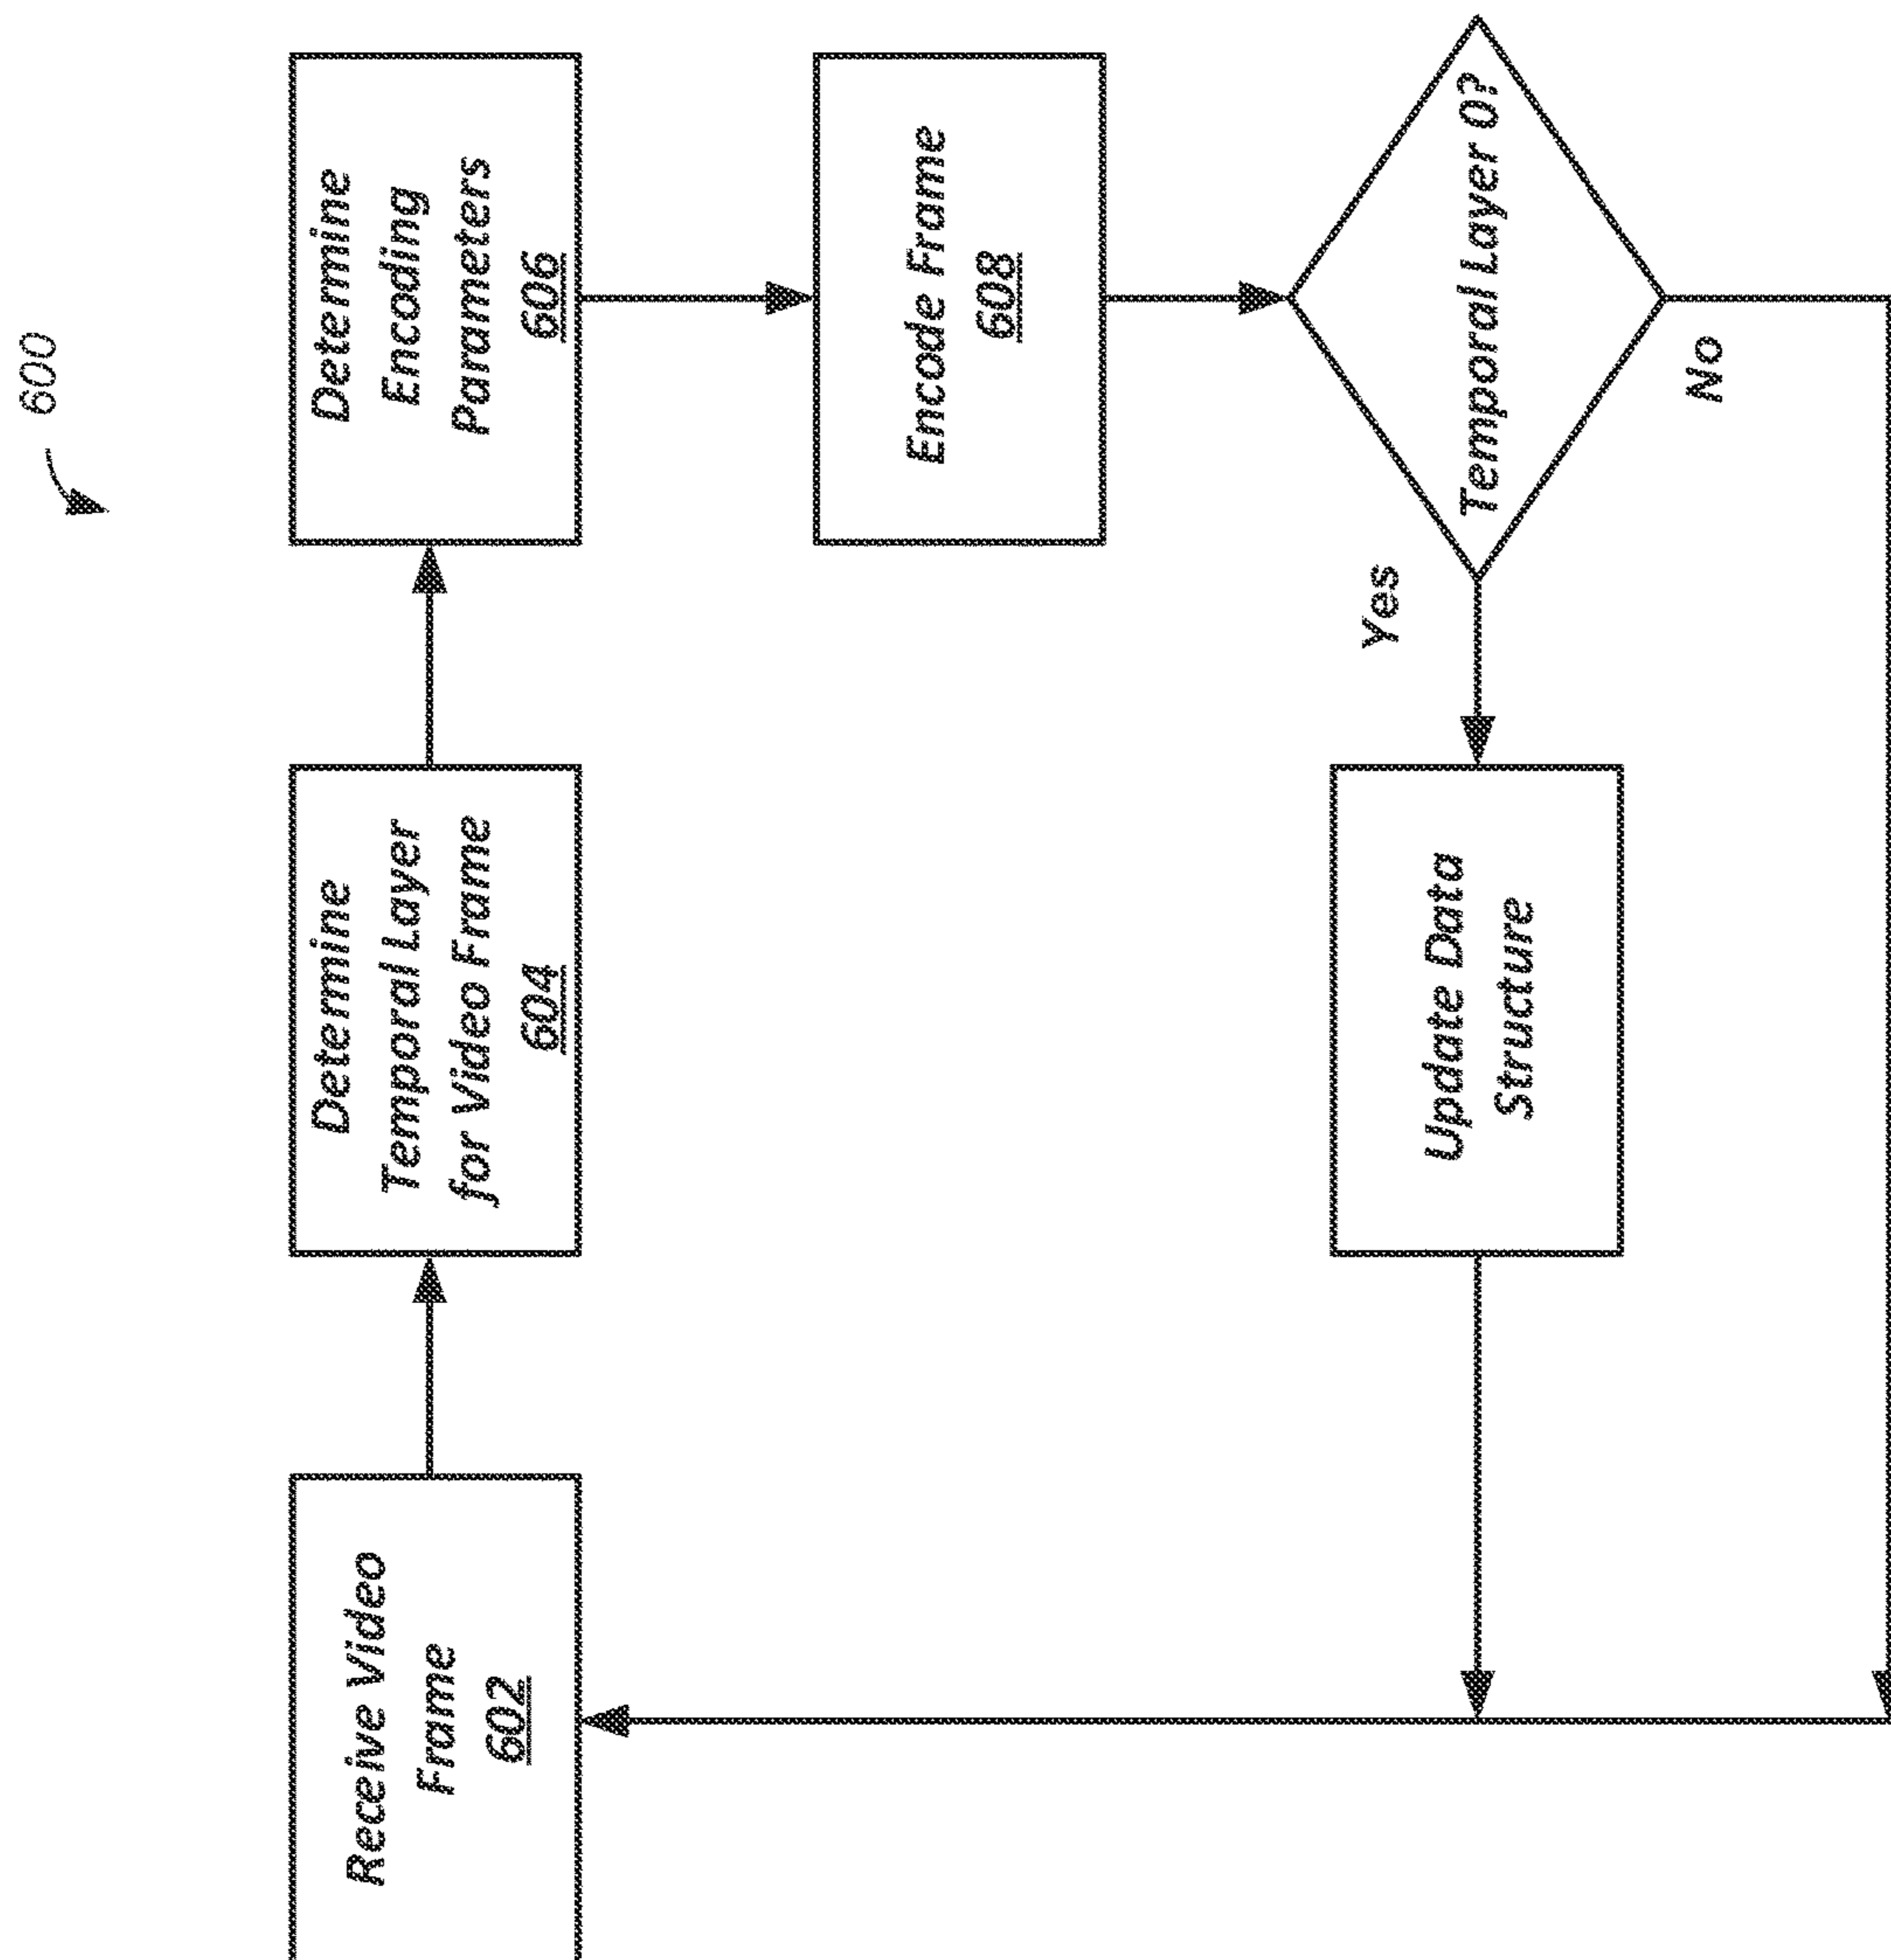 600
Receive Video
Frame
602
Determine
Temporal Layer
for Video Frame
604
Determine
Encoding
Parameters
606
Encode Frame
608
Temporal Layer 0?
Yes
No
Update Data
Structure